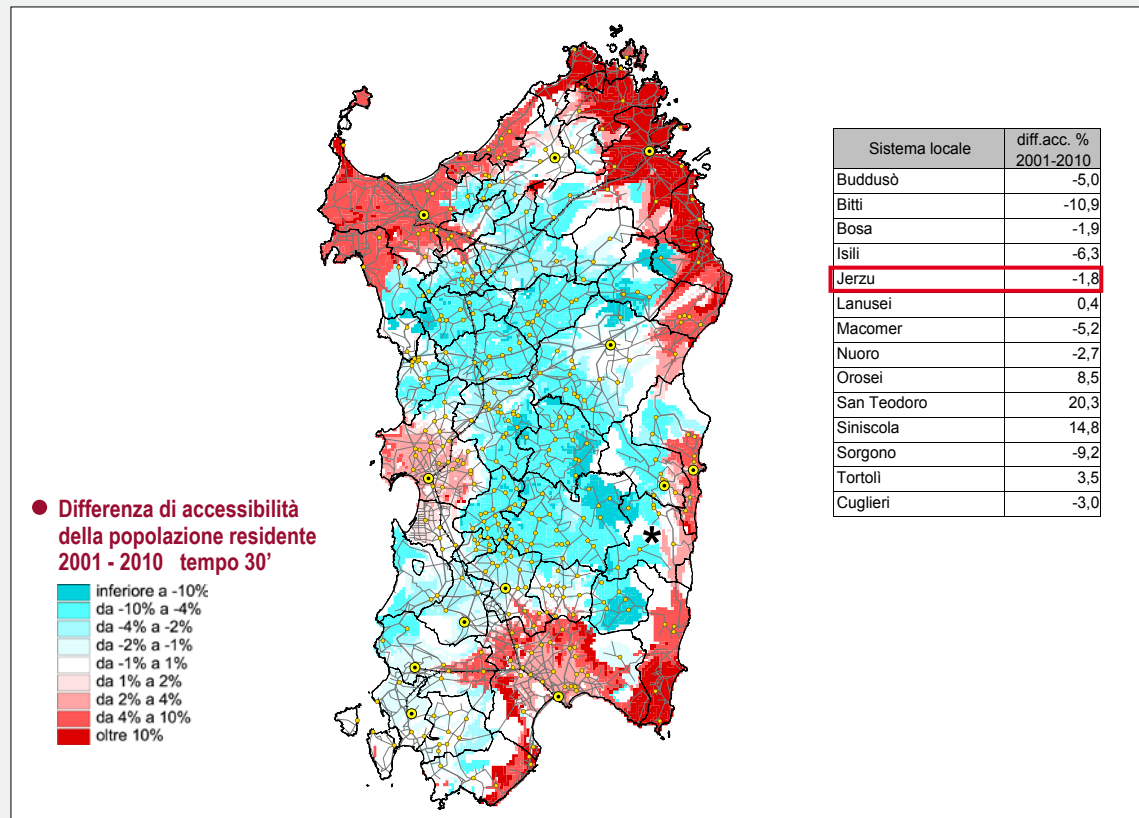 Sistema locale diff.acc. % 2001-2010
Buddusò -5,0
Bitti -10,9
Bosa -1,9
Isili -6,3
Jerzu -1,8
Lanusei 0,4
Macomer -5,2
Nuoro -2,7
Orosei 8,5
San Teodoro 20,3
Siniscola 14,8
Sorgono -9,2
Tortolì 3,5
Cuglieri -3,0
*
● Differenza di accessibilità
della popolazione residente
2001 - 2010 tempo 30’
inferiore a -10%
da -10% a -4%
da -4% a -2%
da -2% a -1%
da -1% a 1%
da 1% a 2%
da 2% a 4%
da 4% a 10%
oltre 10%